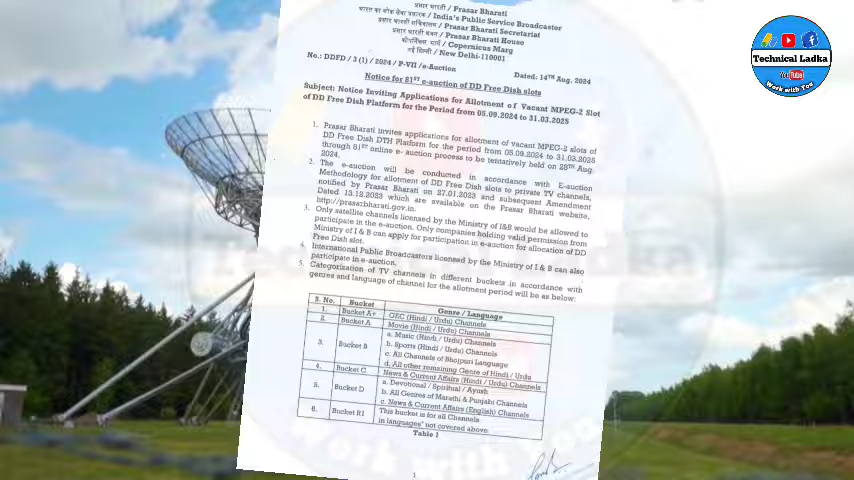 प्रसार भारती / Prasar Bharati
भारत का लोक सेवा प्रसारक / India's Public Service Broadcaster
प्रसार भारती सचिवालय / Prasar Bharati Secretariat
प्रसार भारती भवन / Prasar Bharati House
कोपरनिकस मार्ग / Copernicus Marg
नई दिल्ली / New Delhi-110001
No.: DDFD / 3 (1) / 2024 / P-VII /e-Auction
Dated: 14TH Aug. 2024
Notice for 81ST e-auction of DD Free Dish slots
Subject: Notice Inviting Applications for Allotment of Vacant MPEG-2 Slot
of DD Free Dish Platform for the Period from 05.09.2024 to 31.03.2025
1. Prasar Bharati invites applications for allotment of vacant MPEG-2 slots of
DD Free Dish DTH Platform for the period from 05.09.2024 to 31.03.2025
through 81ST online e- auction process to be tentatively held on 28TH Aug
2024.
2. The e-auction will be conducted in accordance with E-auction
Methodology for allotment of DD Free Dish slots to private TV channels,
notified by Prasar Bharati on 27.01.2023 and subsequent Amendment
Dated 13.12.2023 which are available on the Prasar Bharati website,
http://prasarbharati.gov.in.
3. Only satellite channels licensed by the Ministry of I&B would be allowed to
participate in the e-auction. Only companies holding valid permission from
Ministry of I & B can apply for participation in e-auction for allocation of DD
Free Dish slot.
4. International Public Broadcasters licensed by the Ministry of I & B can also
participate in e-auction.
5. Categorization of TV channels in different buckets in accordance with
genres and language of channel for the allotment period will be as below:
S. No. Bucket Genre / Language
1. Bucket A+ GEC (Hindi / Urdu) Channels
2. Bucket A Movie (Hindi / Urdu) Channels
3. Bucket B a. Music (Hindi / Urdu) Channels
b. Sports (Hindi / Urdu) Channels
c. All Channels of Bhojpuri Language
d. All other remaining Genre of Hindi / Urdu
4. Bucket C News & Current Affairs (Hindi / Urdu) Channels
5. Bucket D a. Devotional / Spiritual / Ayush
b. All Genres of Marathi & Punjabi Channels
c. News & Current Affairs (English) Channels
6. Bucket R1 This bucket is for all Channels
in languages* not covered above
Table 1
1
Technical Ladka
YouTube
Work with You
Work with You